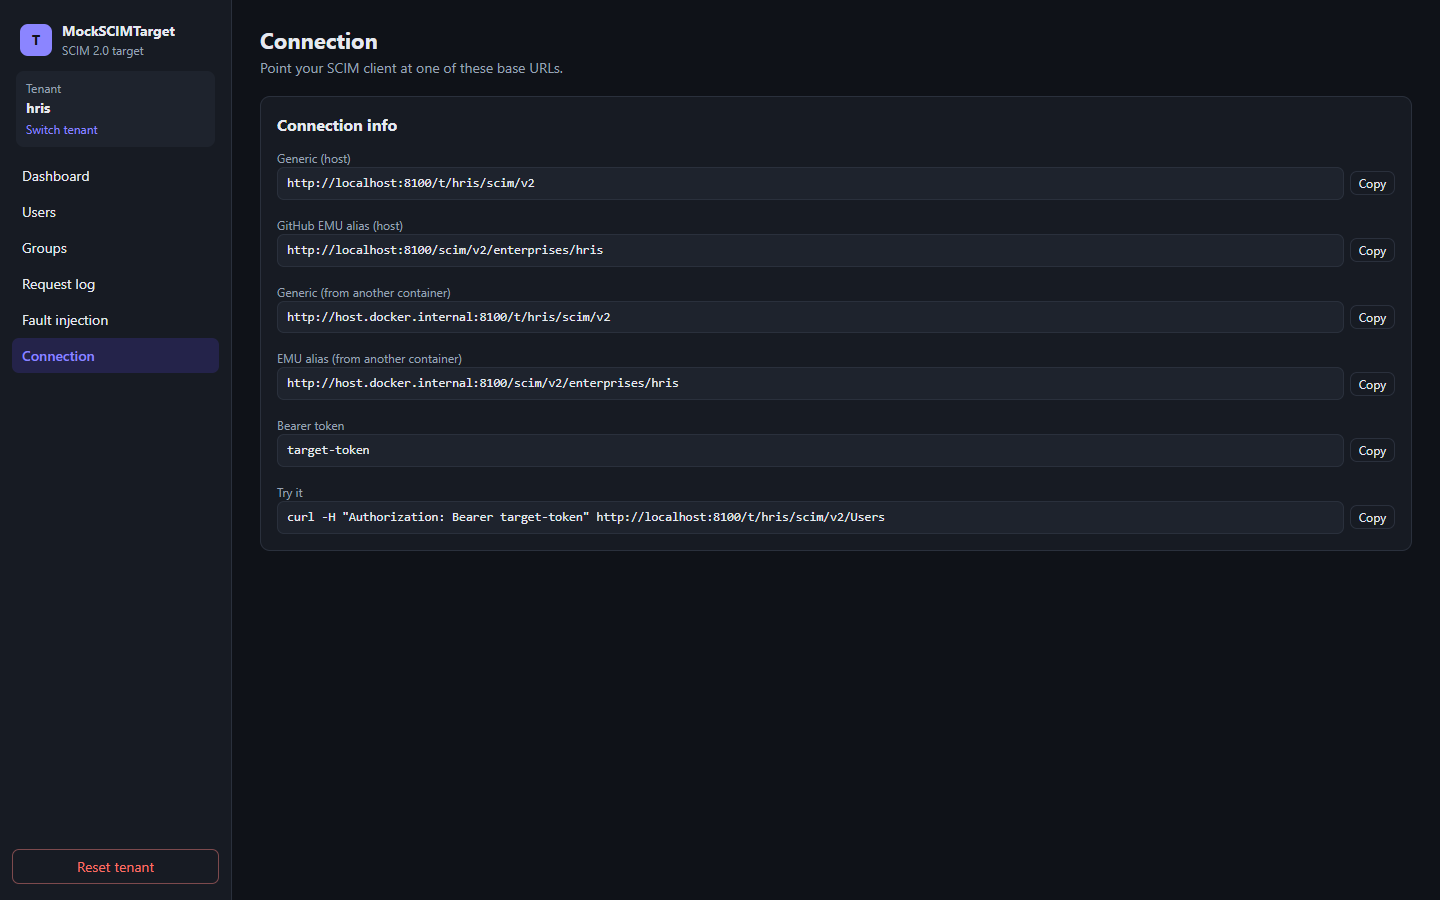 T
MockSCIMTarget
SCIM 2.0 target
Tenant
hris
Switch tenant
Dashboard
Users
Groups
Request log
Fault injection
Connection
Reset tenant
Connection
Point your SCIM client at one of these base URLs.
Connection info
Generic (host)
http://localhost:8100/t/hris/scim/v2 Copy
GitHub EMU alias (host)
http://localhost:8100/scim/v2/enterprises/hris Copy
Generic (from another container)
http://host.docker.internal:8100/t/hris/scim/v2 Copy
EMU alias (from another container)
http://host.docker.internal:8100/scim/v2/enterprises/hris Copy
Bearer token
target-token Copy
Try it
curl -H "Authorization: Bearer target-token" http://localhost:8100/t/hris/scim/v2/Users Copy